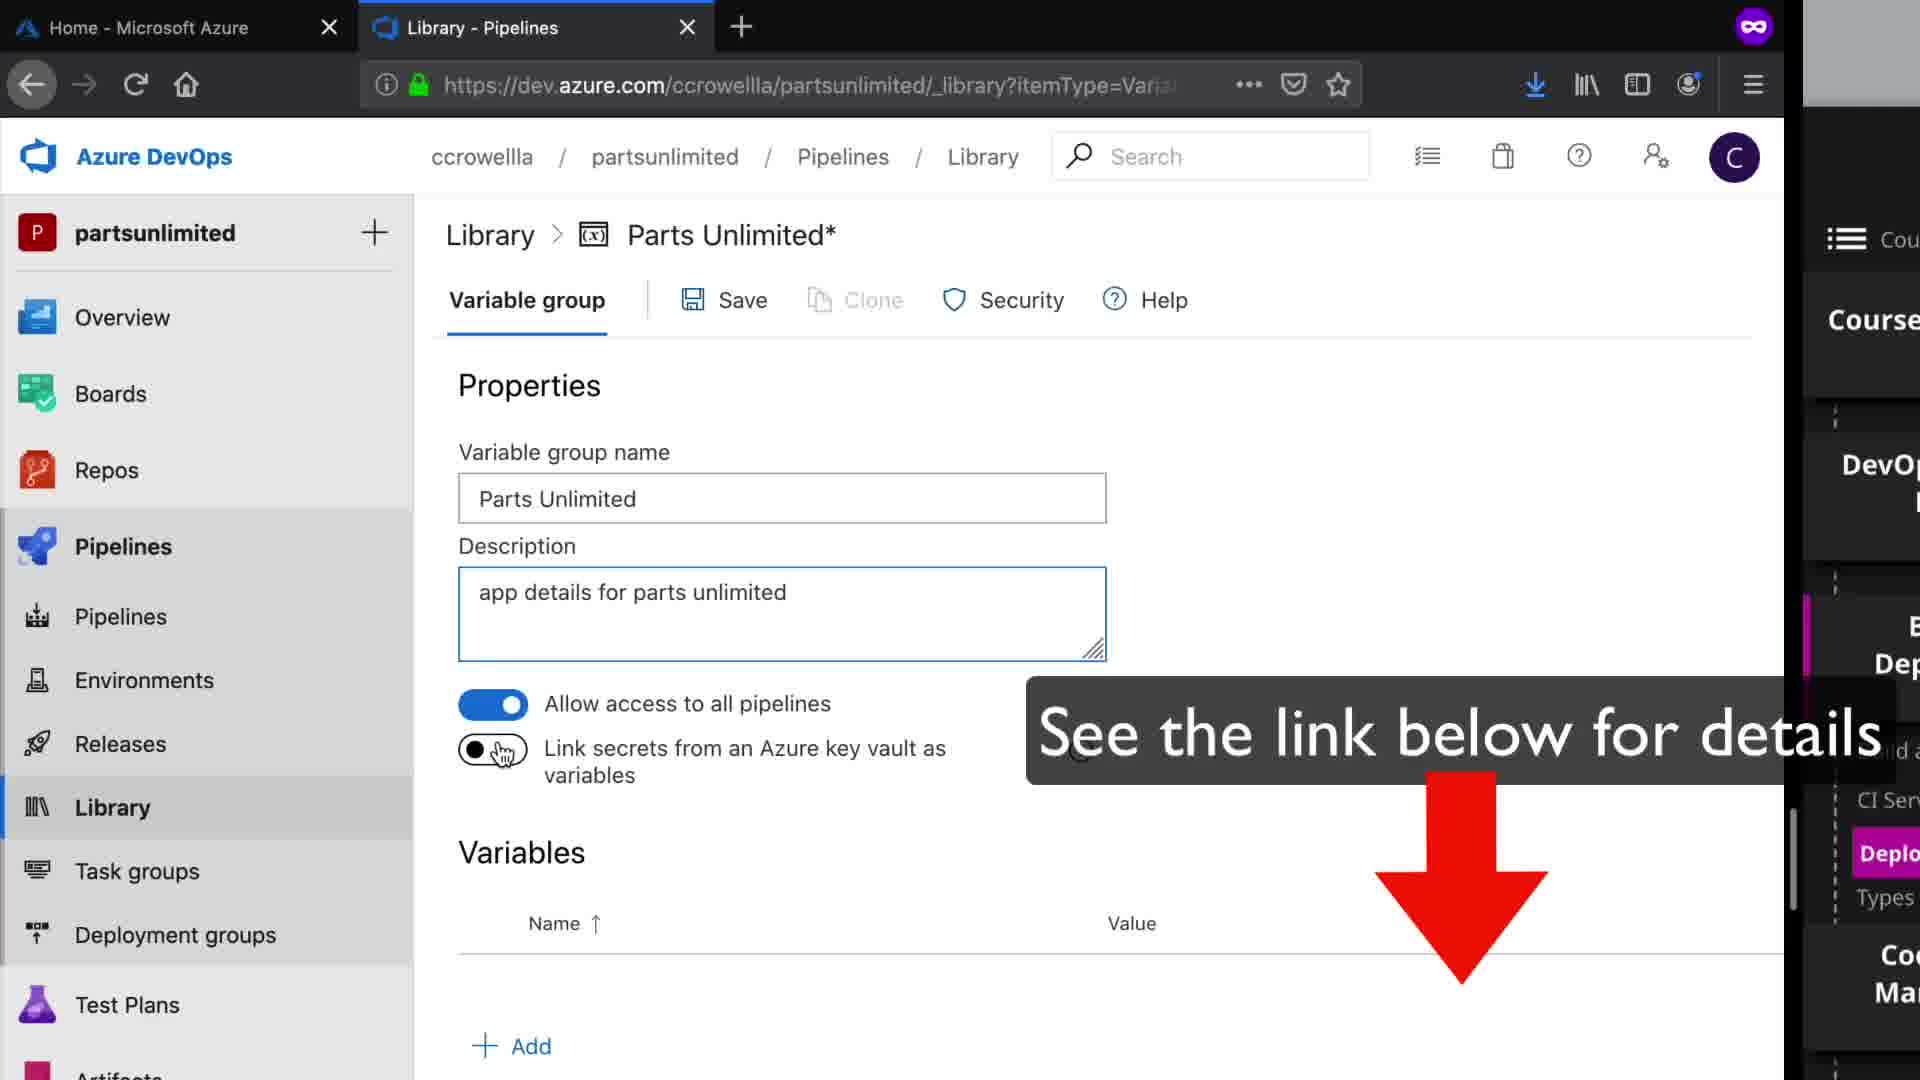 Home - Microsoft Azure
Library - Pipelines
https://dev.azure.com/ccrowellla/partsunlimited/_library?itemType=Varia
Azure DevOps
ccrowellla / partsunlimited / Pipelines / Library
Search
C
P
partsunlimited
Overview
Boards
Repos
Pipelines
Pipelines
Environments
Releases
Library
Task groups
Deployment groups
Test Plans
Artifacts
Library > (x) Parts Unlimited*
Variable group
Save
Clone
Security
Help
Properties
Variable group name
Parts Unlimited
Description
app details for parts unlimited
Allow access to all pipelines
Link secrets from an Azure key vault as
variables
Variables
Name ↑
Value
+ Add
See the link below for details
Cou
Course
DevOp
Dep
CI Serv
Deplo
Types
Coo
Man